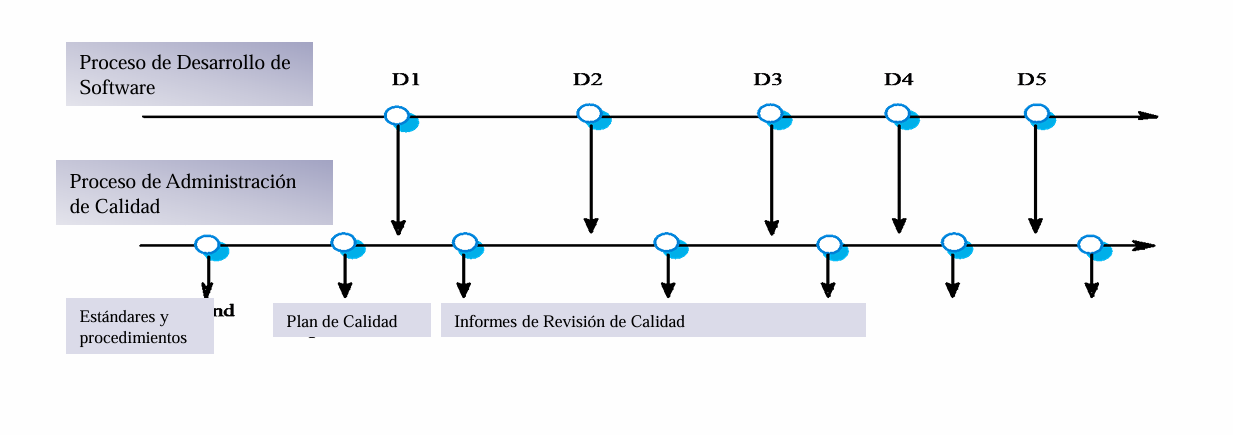 Proceso de Desarrollo de
Software
D1 D2 D3 D4 D5
Proceso de Administración
de Calidad
Estándares y
procedimientos
nd
Plan de Calidad
Informes de Revisión de Calidad